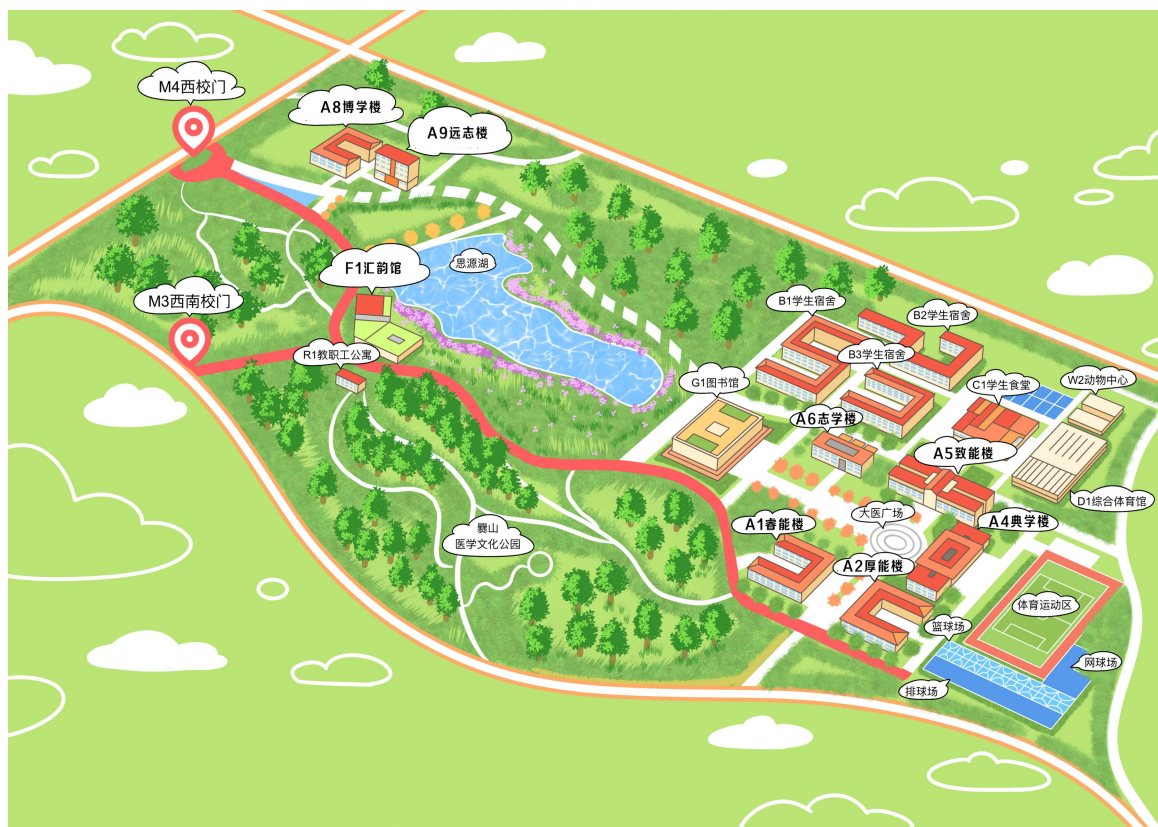 M4西校门
A8博学楼
A9远志楼
F1汇韵馆
思源湖
M3西南校门
R1教职工公寓
B1学生宿舍
B2学生宿舍
B3学生宿舍
G1图书馆
C1学生食堂
W2动物中心
A6志学楼
A5致能楼
D1综合体育馆
大医广场
A1睿能楼
A4典学楼
爨山
医学文化公园
A2厚能楼
体育运动区
篮球场
网球场
排球场